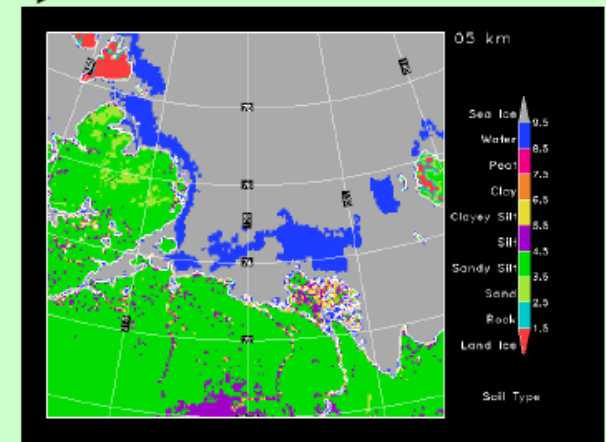 05 km
Sea Ice
9.5
Water
8.5
Peat
7.5
Clay
6.5
Clayey Silt
5.5
Silt
4.5
Sandy Silt
3.5
Sand
2.5
Rock
1.5
Land Ice
Soil Type